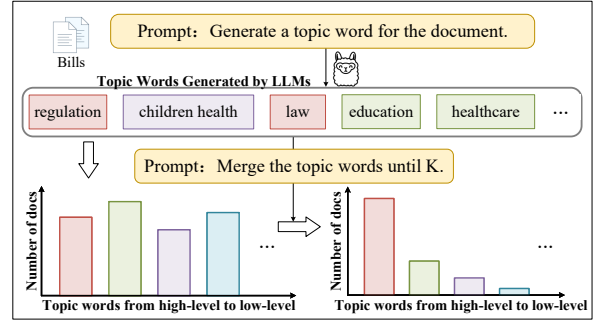 Prompt：Generate a topic word for the document.
Bills
Topic Words Generated by LLMs
regulation children health law education healthcare ...
Prompt：Merge the topic words until K.
Number of docs
...
Topic words from high-level to low-level
Number of docs
...
Topic words from high-level to low-level